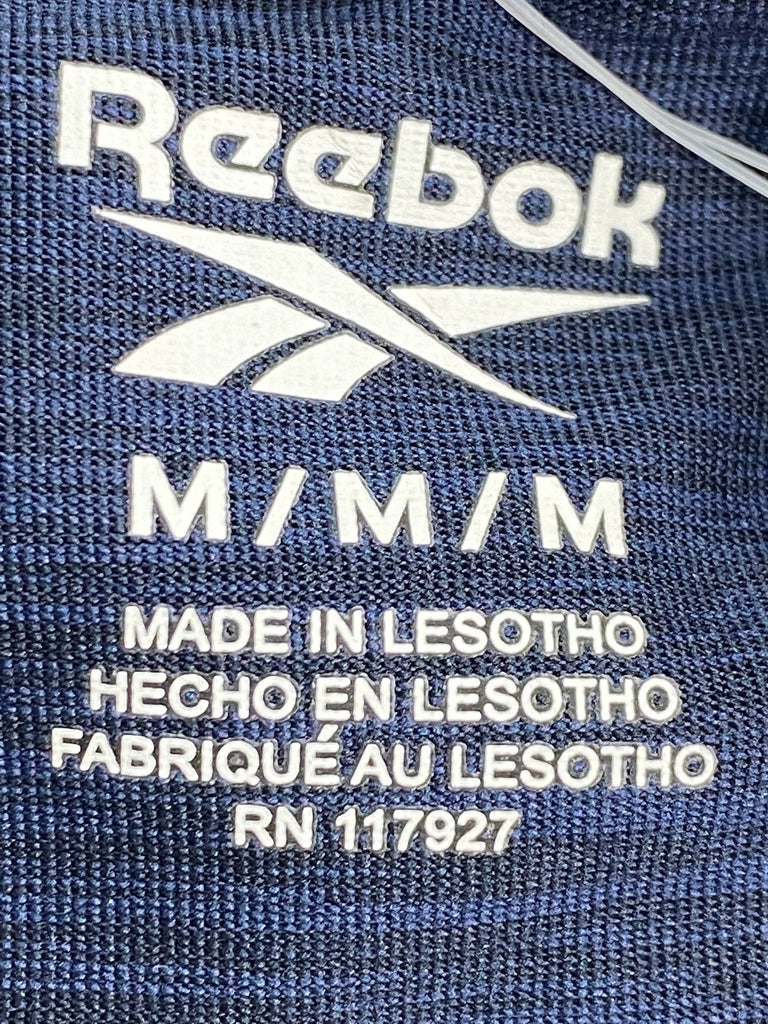 Reebok
M/M/M
MADE IN LESOTHO
HECHO EN LESOTHO
FABRIQUÉ AU LESOTHO
RN 117927